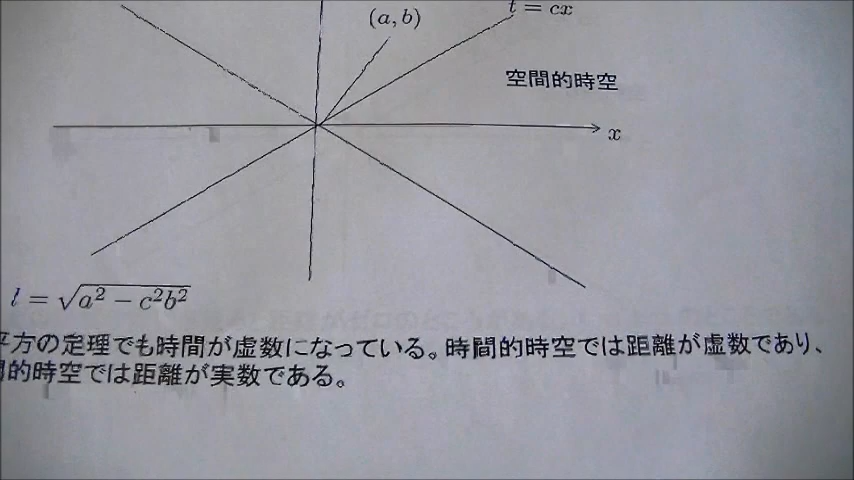 (a, b)
t = cx
空間的時空
x
l = √a² − c²b²
平方の定理でも時間が虚数になっている。時間的時空では距離が虚数であり、
間的時空では距離が実数である。